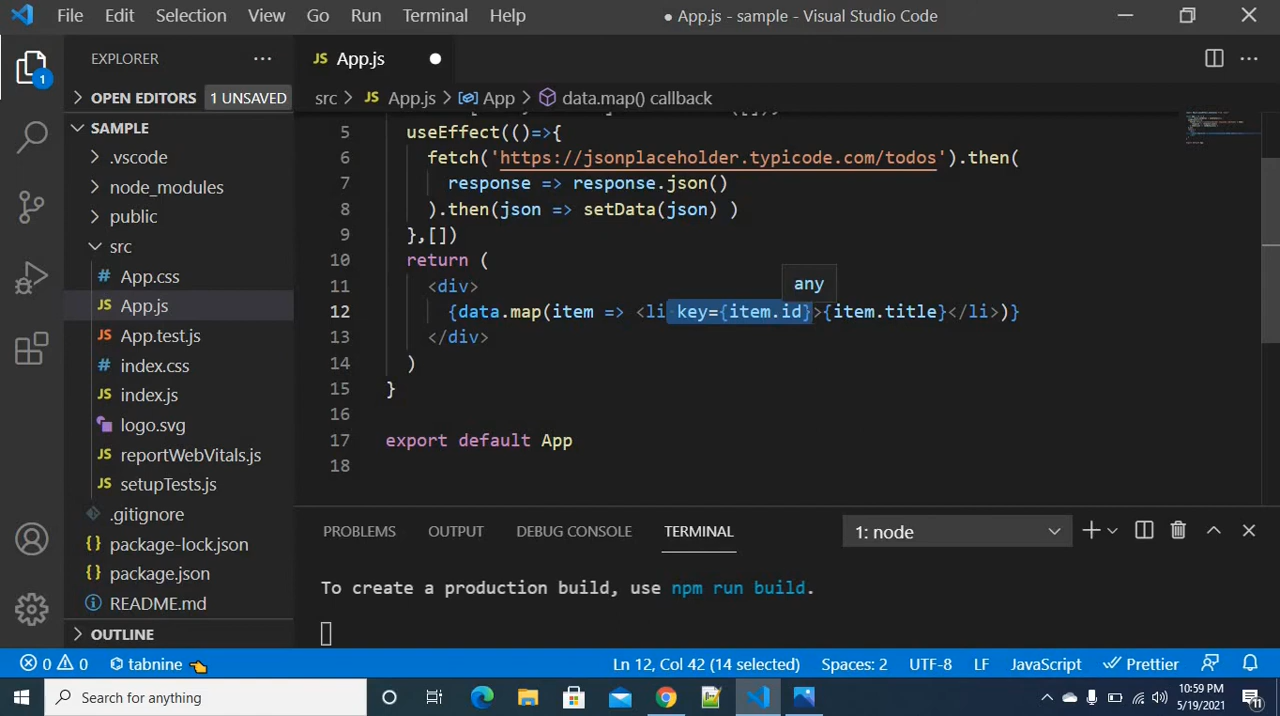 File Edit Selection View Go Run Terminal Help
● App.js - sample - Visual Studio Code
EXPLORER
1
OPEN EDITORS 1 UNSAVED
SAMPLE
.vscode
node_modules
public
src
# App.css
JS App.js
JS App.test.js
# index.css
JS index.js
logo.svg
JS reportWebVitals.js
JS setupTests.js
.gitignore
{} package-lock.json
{} package.json
README.md
OUTLINE
JS App.js
src > JS App.js > App > data.map() callback
5 useEffect(()=>{
6 fetch('https://jsonplaceholder.typicode.com/todos').then(
7 response => response.json()
8 ).then(json => setData(json) )
9 },[])
10 return (
11 <div>
any
12 {data.map(item => <li key={item.id}>{item.title}</li>)}
13 </div>
14 )
15 }
16
17 export default App
18
PROBLEMS OUTPUT DEBUG CONSOLE TERMINAL 1: node
To create a production build, use npm run build.
0 0 tabnine Ln 12, Col 42 (14 selected) Spaces: 2 UTF-8 LF JavaScript Prettier
Search for anything
10:59 PM
5/19/2021
11